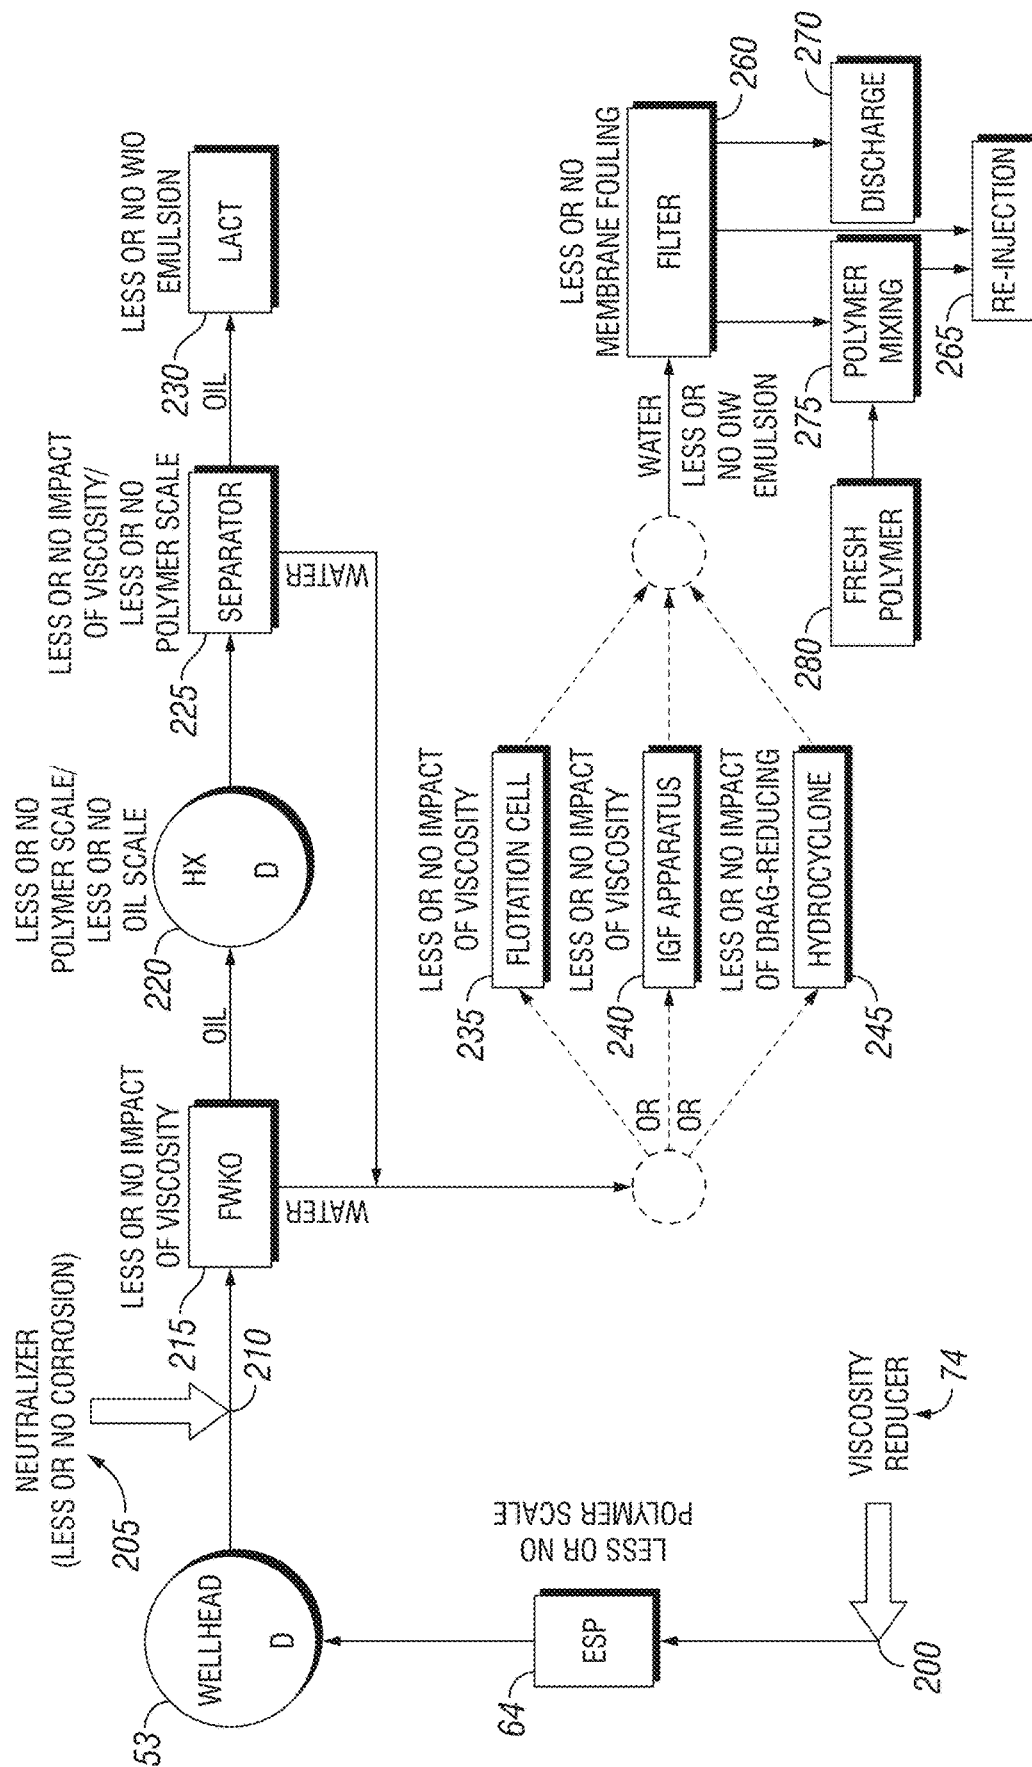 NEUTRALIZER
(LESS OR NO CORROSION)
205
53
WELLHEAD
D
210
LESS OR NO IMPACT
OF VISCOSITY
215
FWKO
WATER
OIL
LESS OR NO
POLYMER SCALE/
LESS OR NO
OIL SCALE
220
HX
D
LESS OR NO IMPACT
OF VISCOSITY/
LESS OR NO
POLYMER SCALE
225
SEPARATOR
WATER
OIL
LESS OR NO WIO
EMULSION
230
LACT
LESS OR NO
POLYMER SCALE
64
ESP
VISCOSITY
REDUCER
74
200
OR
OR
LESS OR NO IMPACT
OF VISCOSITY
235
FLOTATION CELL
LESS OR NO IMPACT
OF VISCOSITY
240
IGF APPARATUS
LESS OR NO IMPACT
OF DRAG-REDUCING
HYDROCYCLONE
245
WATER
LESS OR
NO OIW
EMULSION
LESS OR NO
MEMBRANE FOULING
FILTER
260
280
FRESH
POLYMER
275
POLYMER
MIXING
270
DISCHARGE
265
RE-INJECTION